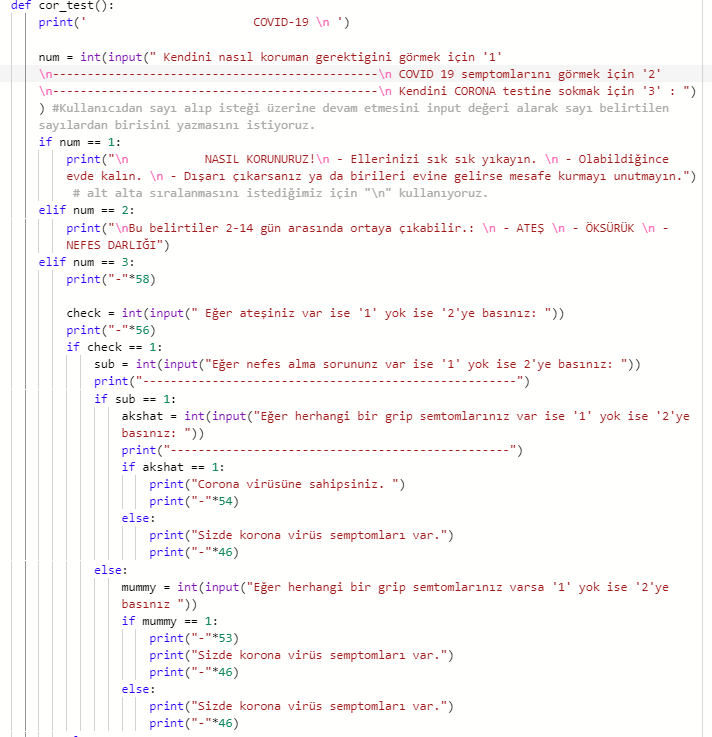 def cor_test():
print('                        COVID-19 \n ')
num = int(input(" Kendini nasıl koruman gerektigini görmek için '1'
\n------------------------------------------------\n COVID 19 semptomlarını görmek için '2'
\n------------------------------------------------\n Kendini CORONA testine sokmak için '3' : ")
) #Kullanıcıdan sayı alıp isteği üzerine devam etmesini input değeri alarak sayı belirtilen
sayılardan birisini yazmasını istiyoruz.
if num == 1:
print("\n           NASIL KORUNURUZ!\n - Ellerinizi sık sık yıkayın. \n - Olabildiğince
evde kalın. \n - Dışarı çıkarsanız ya da birileri evine gelirse mesafe kurmayı unutmayın.")
# alt alta sıralanmasını istediğimiz için "\n" kullanıyoruz.
elif num == 2:
print("\nBu belirtiler 2-14 gün arasında ortaya çıkabilir.: \n - ATEŞ \n - ÖKSÜRÜK \n -
NEFES DARLIĞI")
elif num == 3:
print("-"*58)
check = int(input(" Eğer ateşiniz var ise '1' yok ise '2'ye basınız: "))
print("-"*56)
if check == 1:
sub = int(input("Eğer nefes alma sorununz var ise '1' yok ise 2'ye basınız: "))
print("-------------------------------------------------------")
if sub == 1:
akshat = int(input("Eğer herhangi bir grip semtomlarınız var ise '1' yok ise '2'ye
basınız: "))
print("--------------------------------------------------")
if akshat == 1:
print("Corona virüsüne sahipsiniz. ")
print("-"*54)
else:
print("Sizde korona virüs semptomları var.")
print("-"*46)
else:
mummy = int(input("Eğer herhangi bir grip semtomlarınız varsa '1' yok ise '2'ye
basınız "))
if mummy == 1:
print("-"*53)
print("Sizde korona virüs semptomları var.")
print("-"*46)
else:
print("Sizde korona virüs semptomları var.")
print("-"*46)